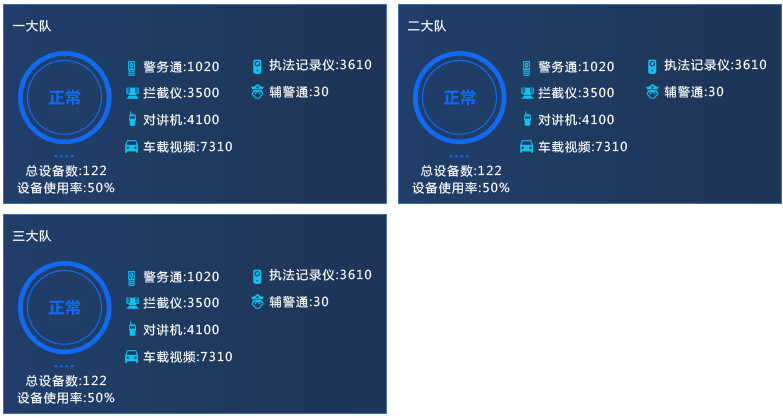 一大队
正常
警务通:1020
执法记录仪:3610
拦截仪:3500
辅警通:30
对讲机:4100
车载视频:7310
总设备数:122
设备使用率:50%
二大队
正常
警务通:1020
执法记录仪:3610
拦截仪:3500
辅警通:30
对讲机:4100
车载视频:7310
总设备数:122
设备使用率:50%
三大队
正常
警务通:1020
执法记录仪:3610
拦截仪:3500
辅警通:30
对讲机:4100
车载视频:7310
总设备数:122
设备使用率:50%